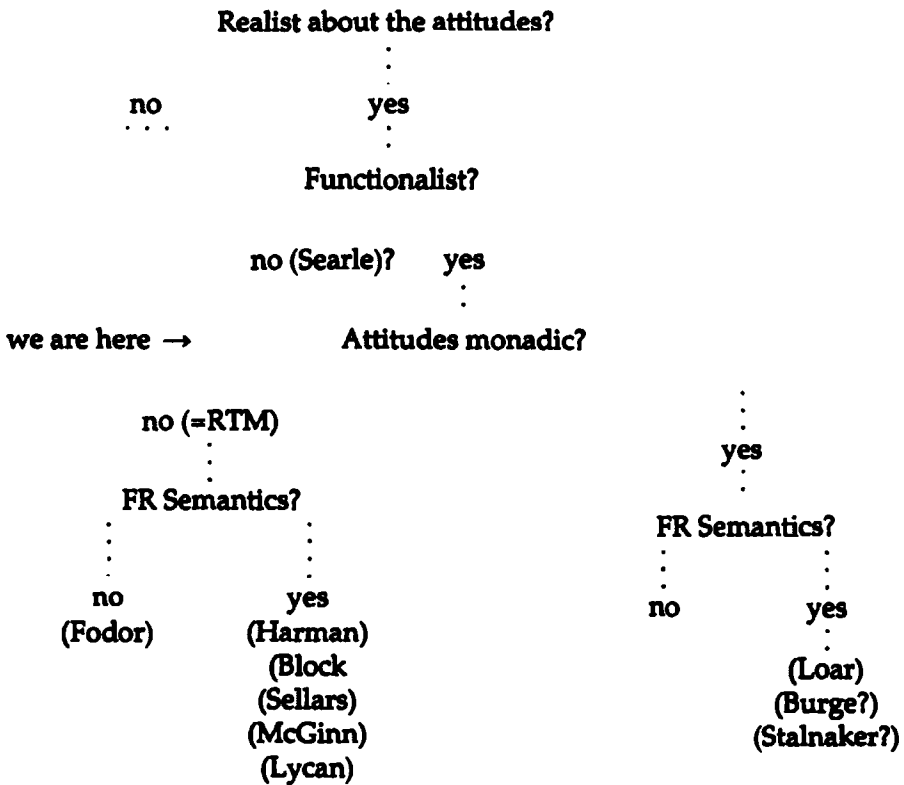 Realist about the attitudes?
no yes
Functionalist?
no (Searle)? yes
we are here → Attitudes monadic?
no (=RTM)
yes
FR Semantics?
FR Semantics?
no yes
(Fodor) (Harman)
(Block
(Sellars)
(McGinn)
(Lycan)
no yes
(Loar)
(Burge?)
(Stalnaker?)